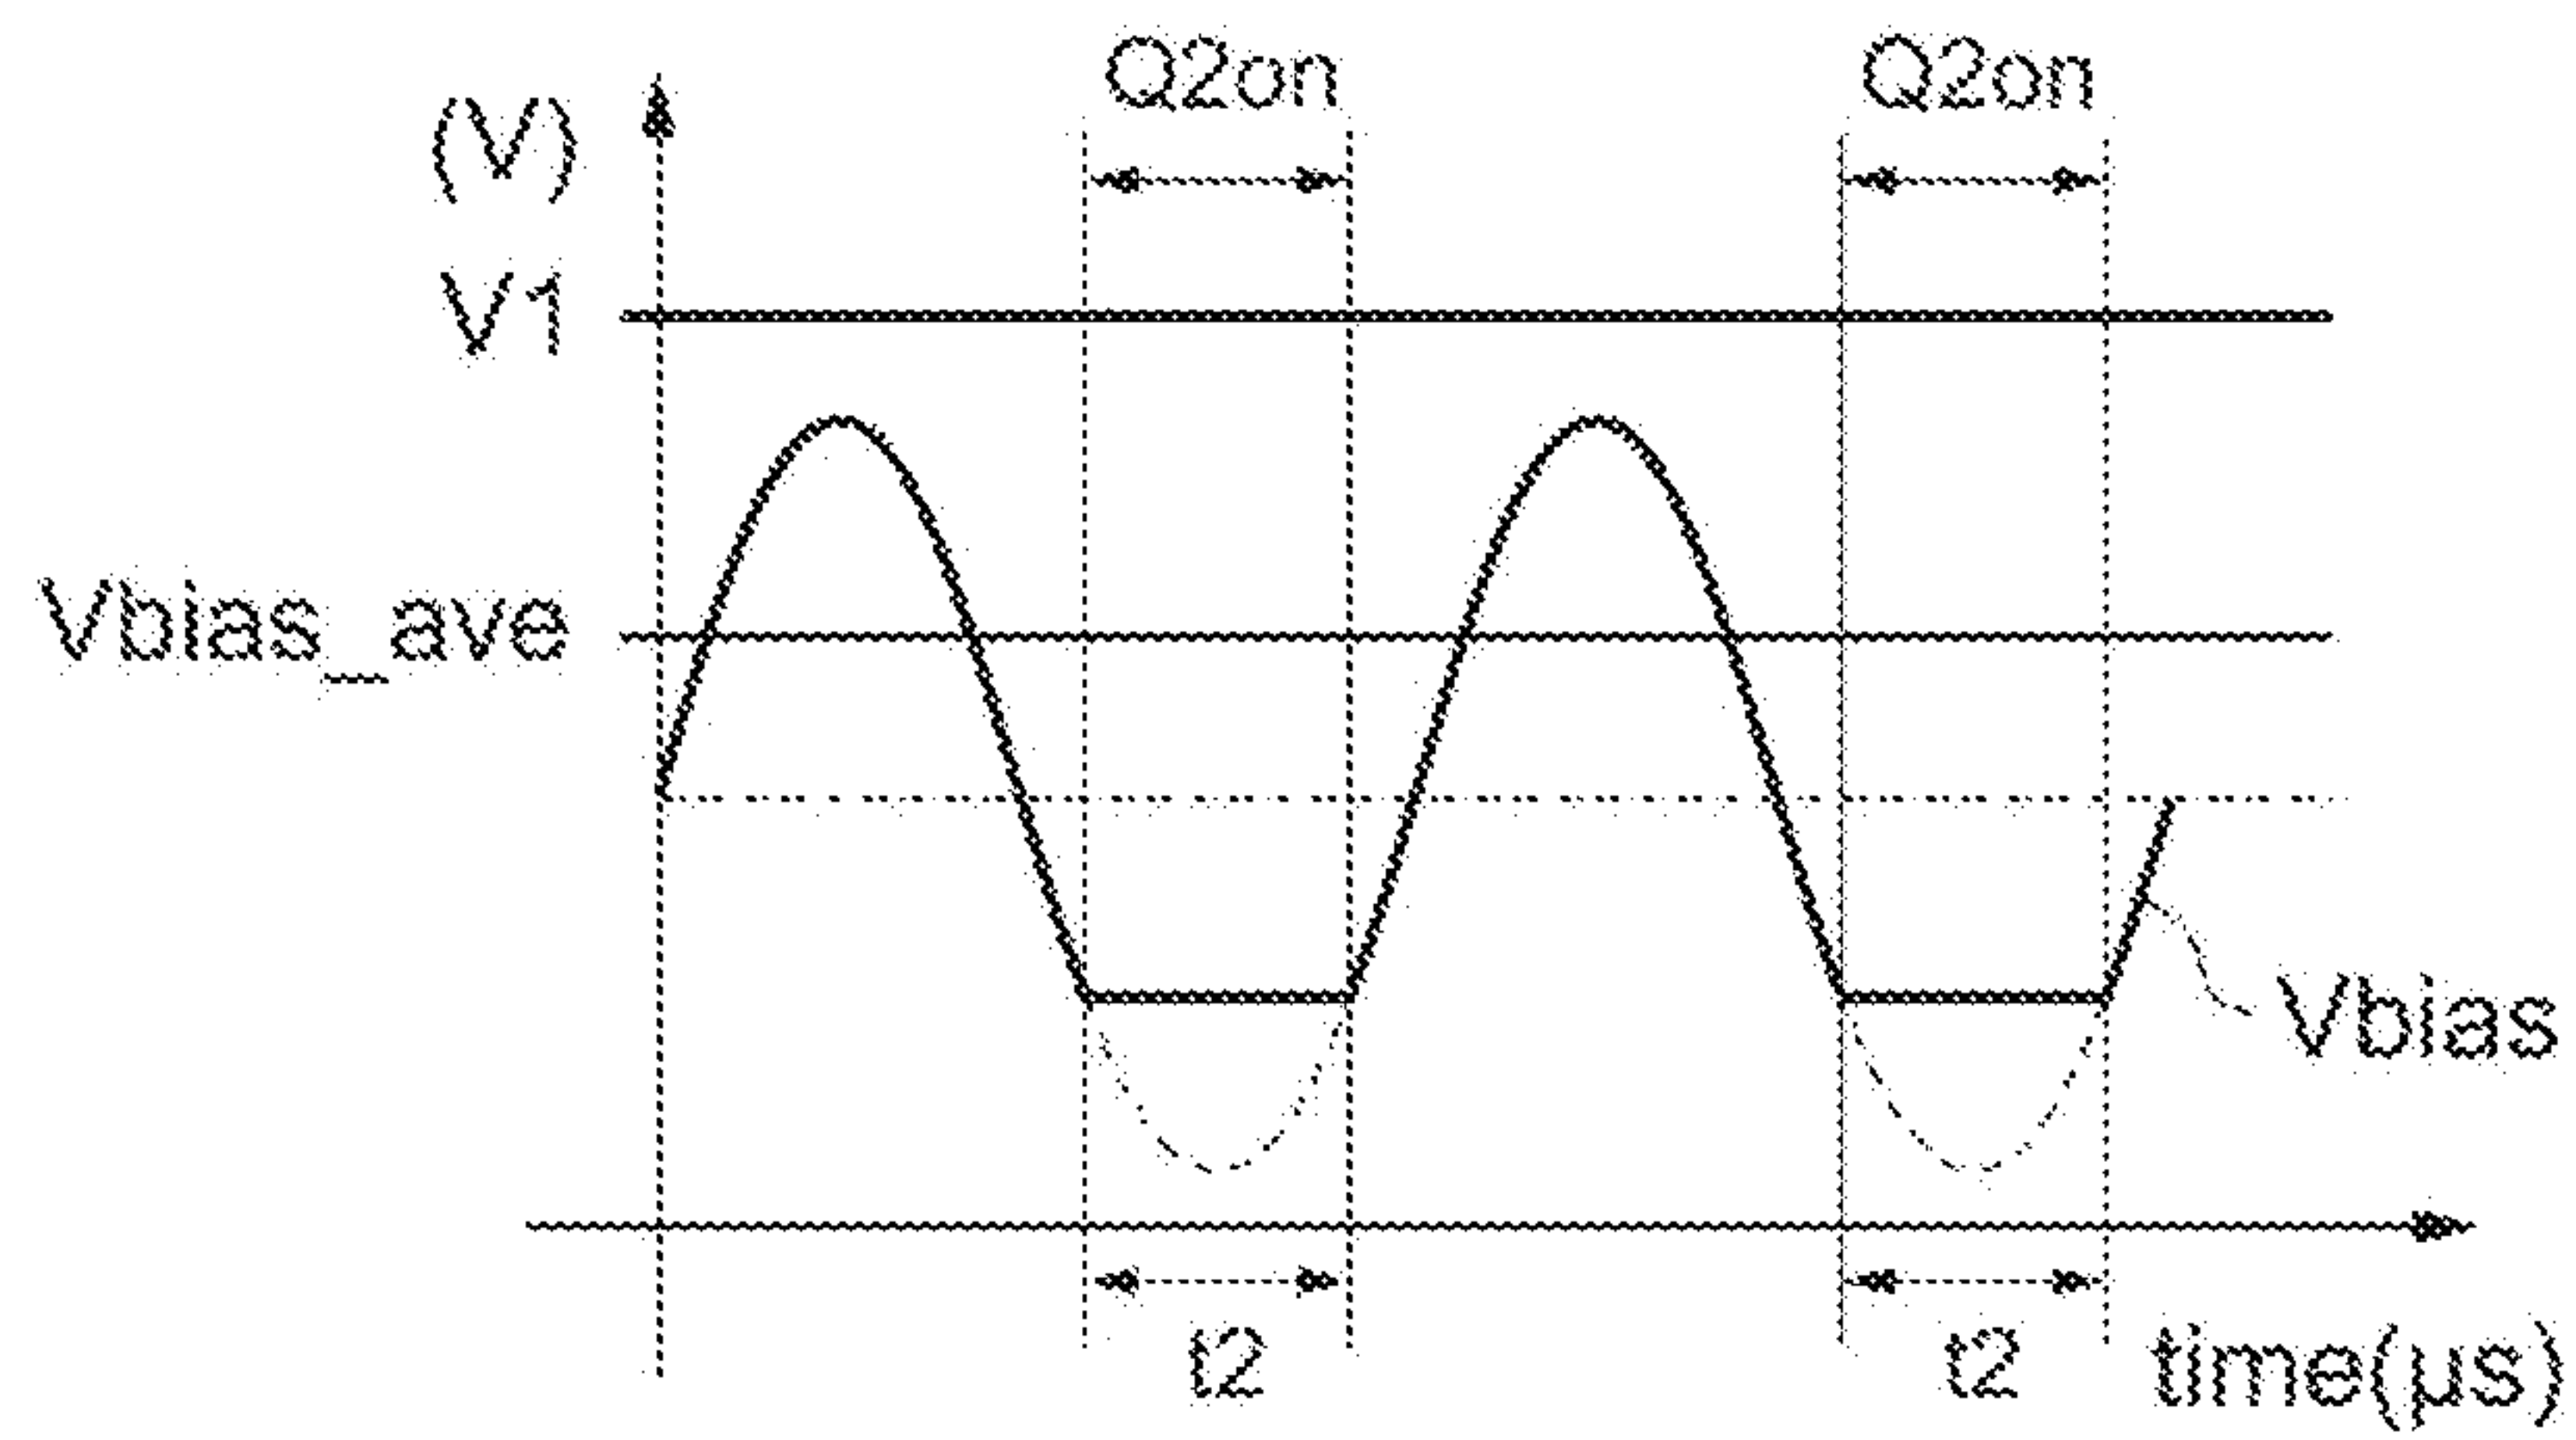 Q2on
Q2on
(V)
V1
Vbias_ave
Vbias
t2
t2
time(µs)